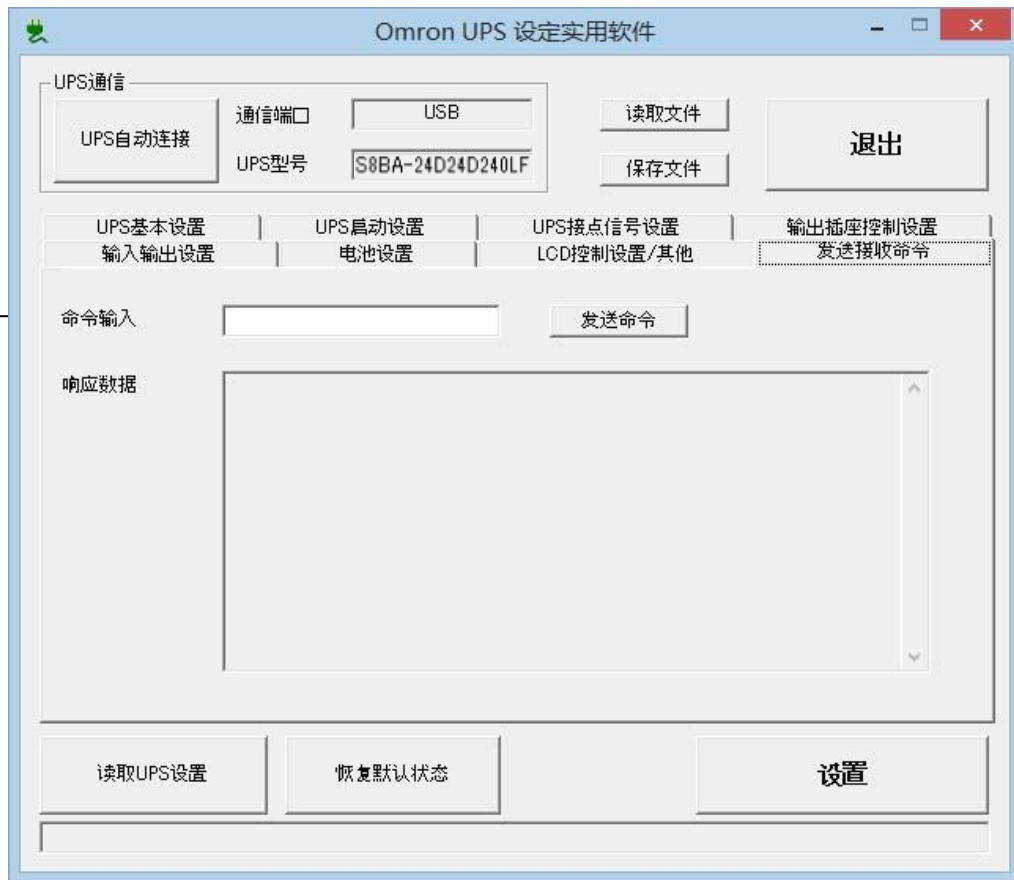 Omron UPS 设定实用软件
UPS通信
UPS自动连接
通信端口
USB
UPS型号
S8BA-24D24D240LF
读取文件
保存文件
退出
UPS基本设置
UPS启动设置
UPS接点信号设置
输出插座控制设置
输入输出设置
电池设置
LCD控制设置/其他
发送接收命令
命令输入
发送命令
响应数据
读取UPS设置
恢复默认状态
设置